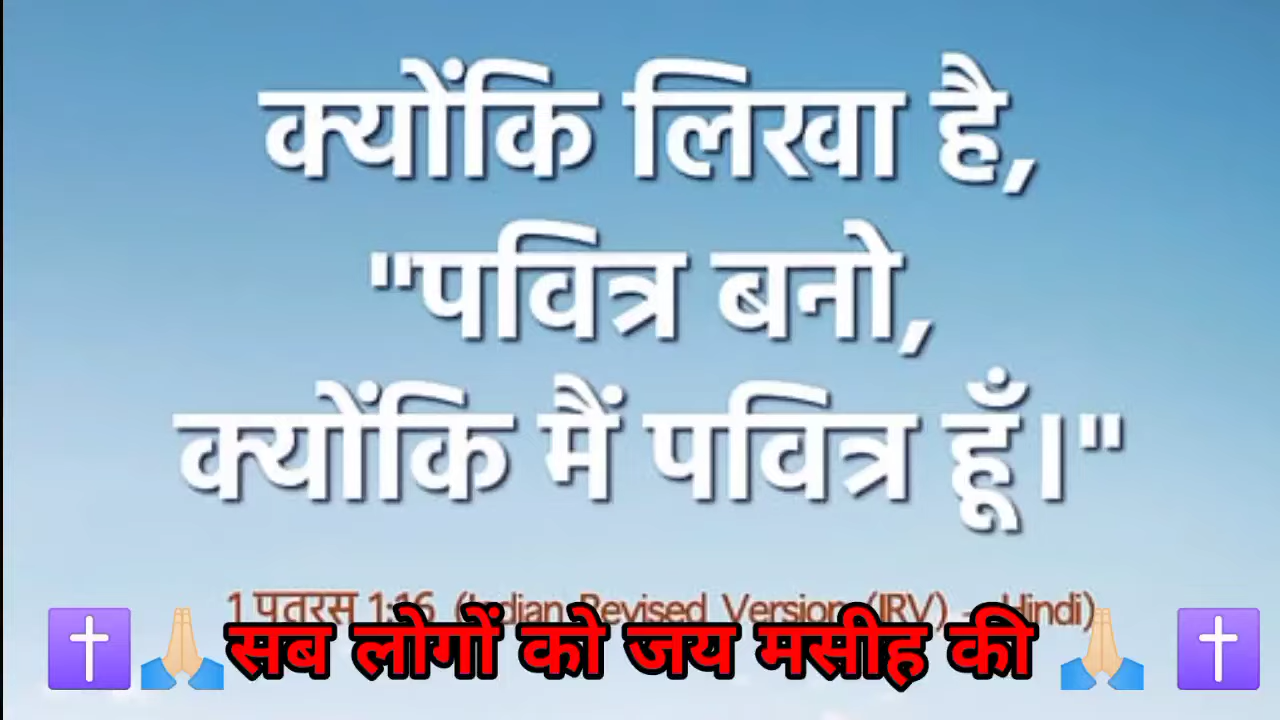 क्योंकि लिखा है,
"पवित्र बनो,
क्योंकि मैं पवित्र हूँ।"
1 पतरस 1:16 (Indian Revised Version (IRV) - Hindi)
सब लोगों को जय मसीह की